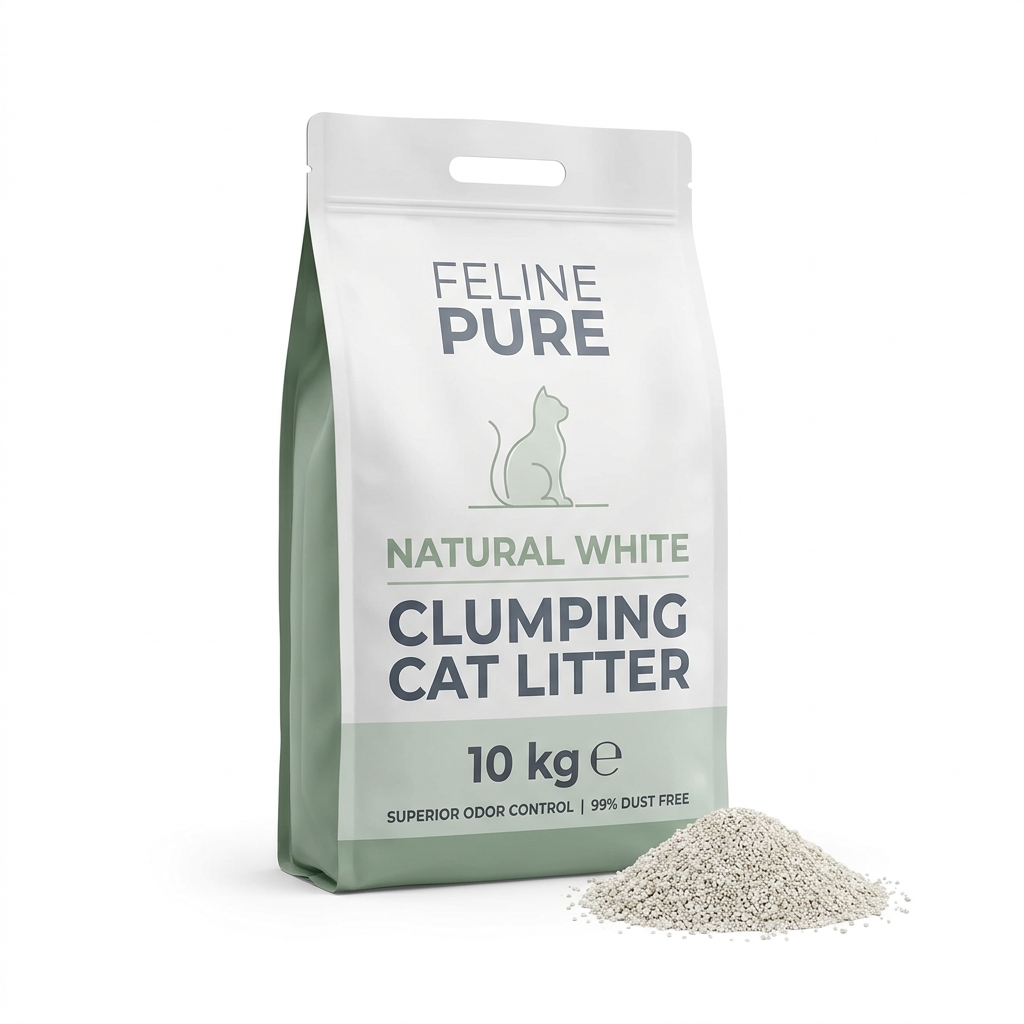 FELINE
PURE
NATURAL WHITE
CLUMPING
CAT LITTER
10 kg ℮
SUPERIOR ODOR CONTROL | 99% DUST FREE